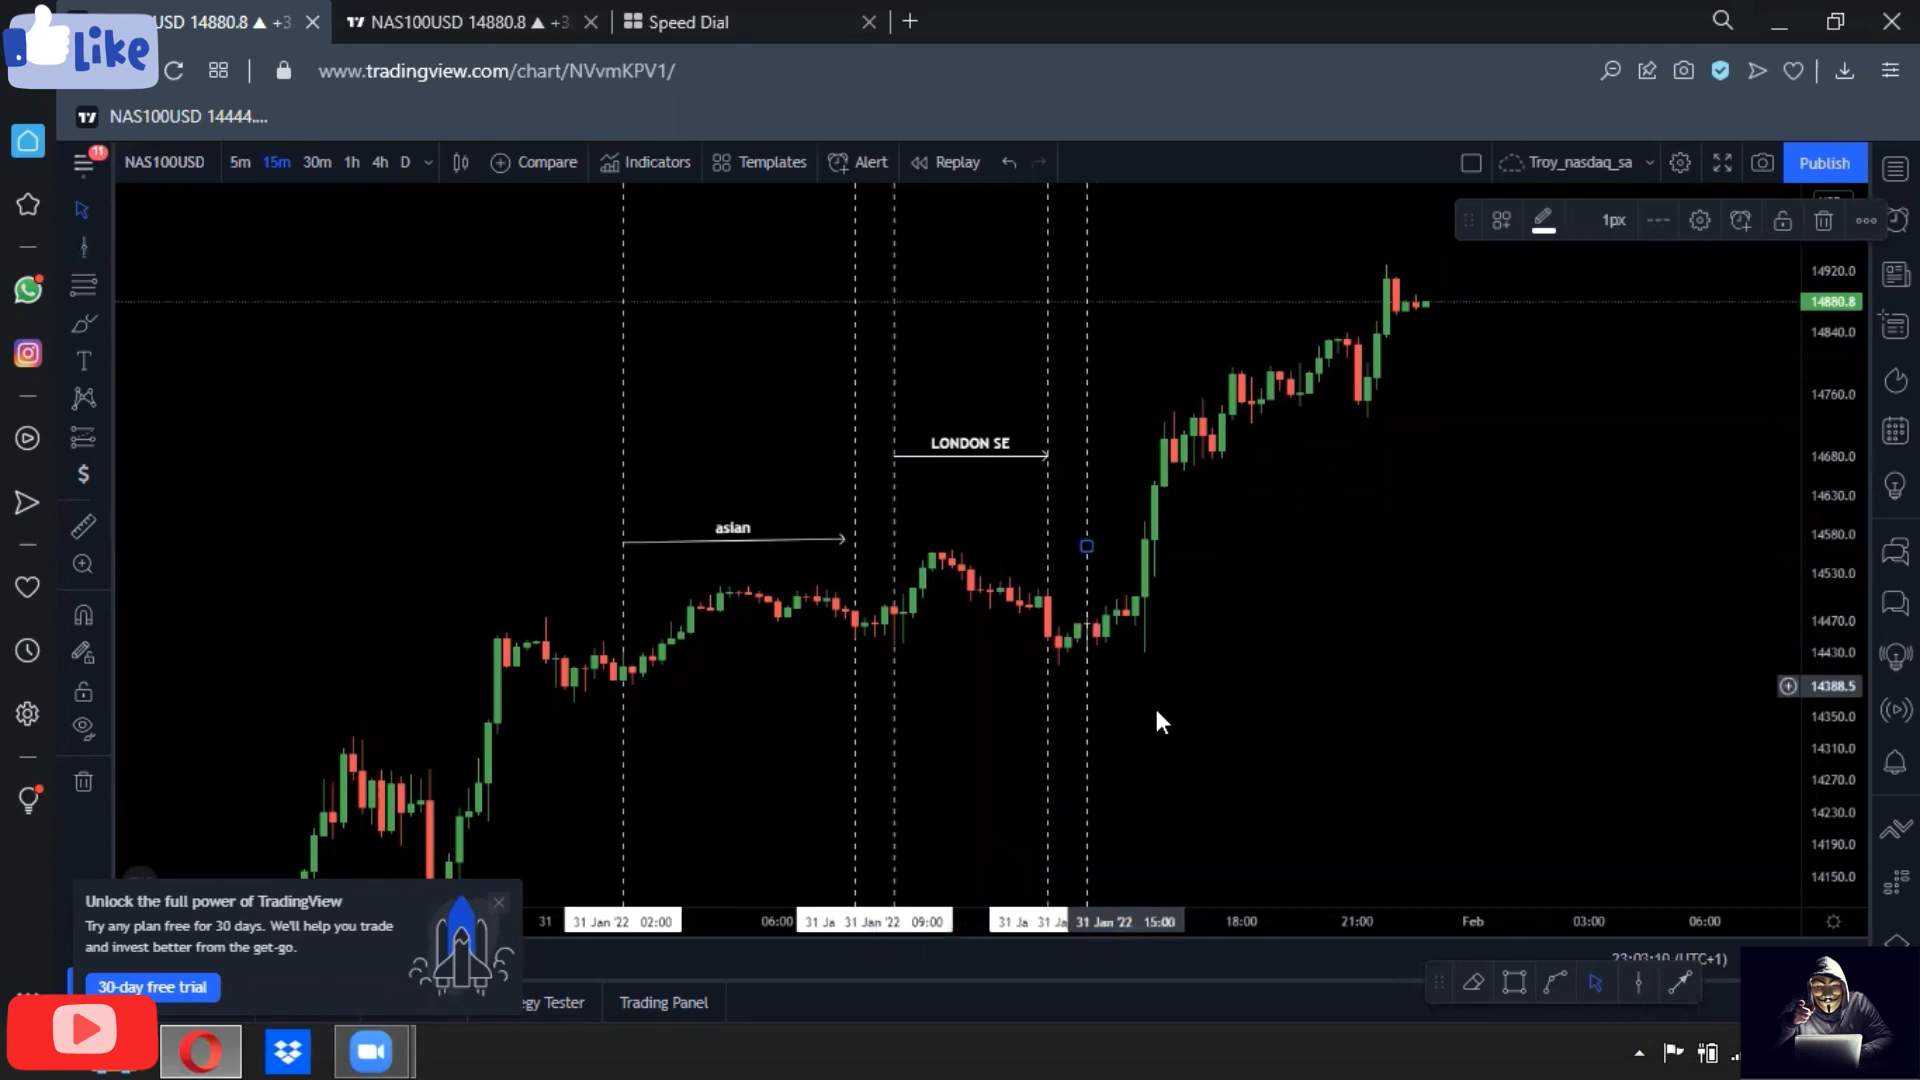 USD 14880.8 ▲ +3
NAS100USD 14880.8 ▲ +3
Speed Dial
Like
www.tradingview.com/chart/NVvmKPV1/
NAS100USD 14444....
11
NAS100USD
5m
15m
30m
1h
4h
D
Compare
Indicators
Templates
Alert
Replay
Troy_nasdaq_sa
Publish
1px
14920.0
14880.8
14840.0
14760.0
14680.0
14630.0
14580.0
14530.0
14470.0
14430.0
14388.5
14350.0
14310.0
14270.0
14230.0
14190.0
14150.0
LONDON SE
asian
Unlock the full power of TradingView
Try any plan free for 30 days. We'll help you trade
and invest better from the get-go.
30-day free trial
31
31 Jan '22 02:00
06:00
31 Ja
31 Jan '22 09:00
31 Ja
31 Ja
31 Jan '22 15:00
18:00
21:00
Feb
03:00
06:00
23:03:10 (UTC+1)
egy Tester
Trading Panel